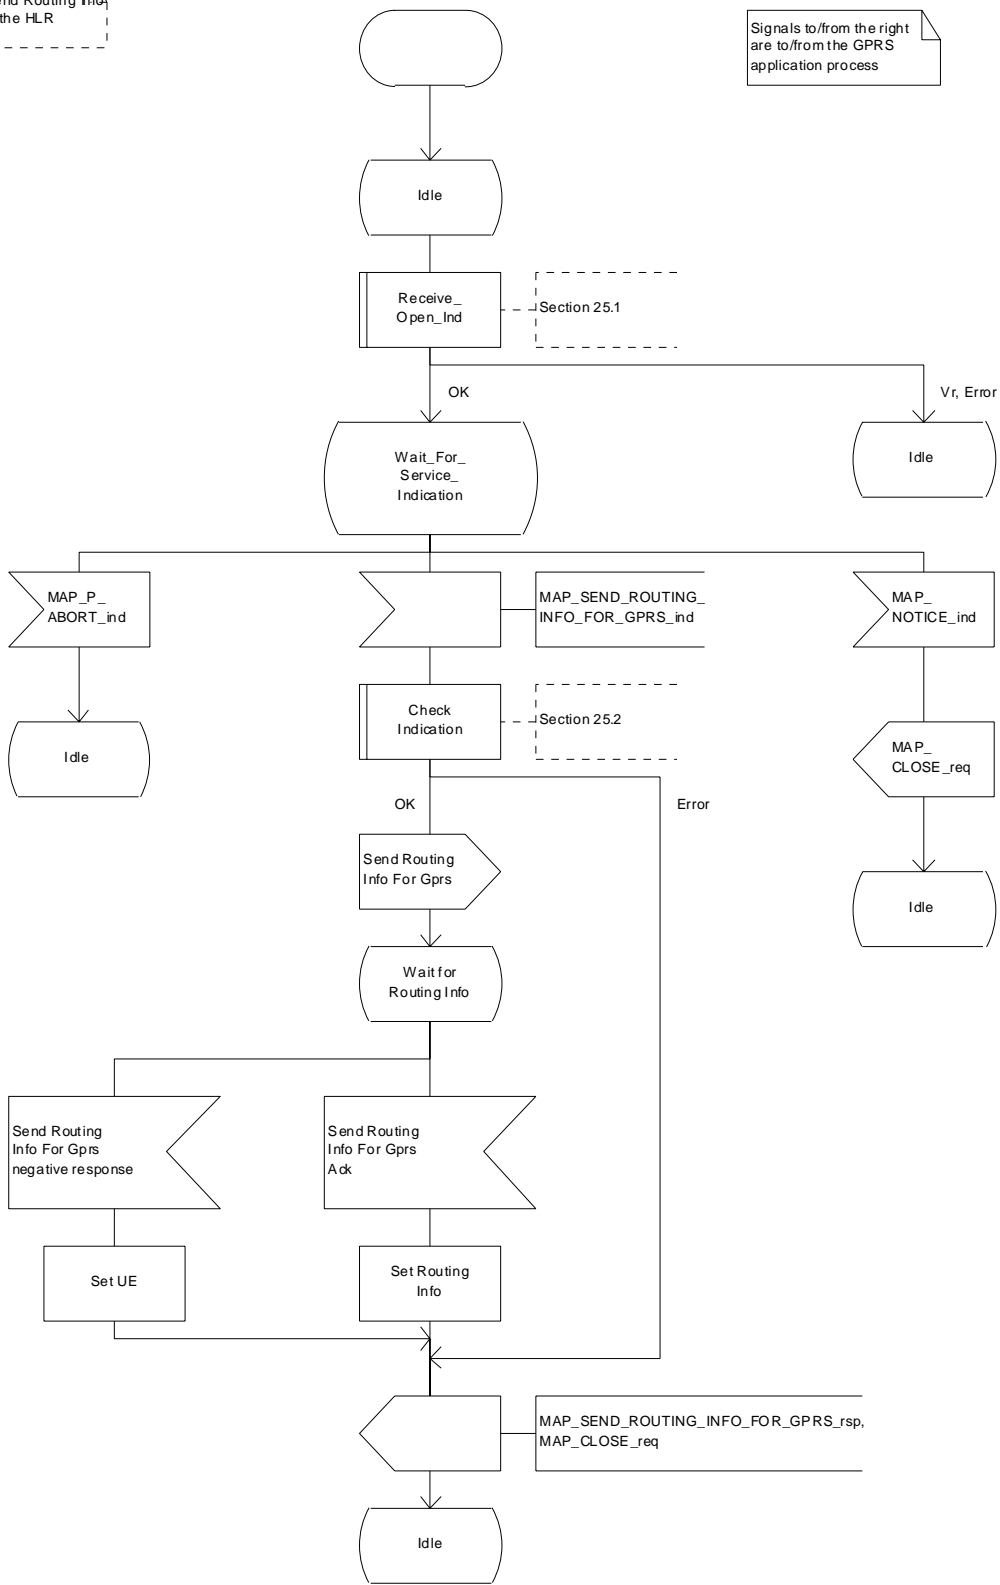 Send Routing Info
the HLR
Signals to/from the right
are to/from the GPRS
application process
Idle
Receive_
Open_Ind
Section 25.1
OK
Vr, Error
Wait_For_
Service_
Indication
Idle
MAP_P_
ABORT_ind
MAP_SEND_ROUTING_
INFO_FOR_GPRS_ind
MAP_
NOTICE_ind
Check
Indication
Section 25.2
Idle
MAP_
CLOSE_req
OK
Error
Send Routing
Info For Gprs
Idle
Wait for
Routing Info
Send Routing
Info For Gprs
negative response
Send Routing
Info For Gprs
Ack
Set UE
Set Routing
Info
MAP_SEND_ROUTING_INFO_FOR_GPRS_rsp,
MAP_CLOSE_req
Idle